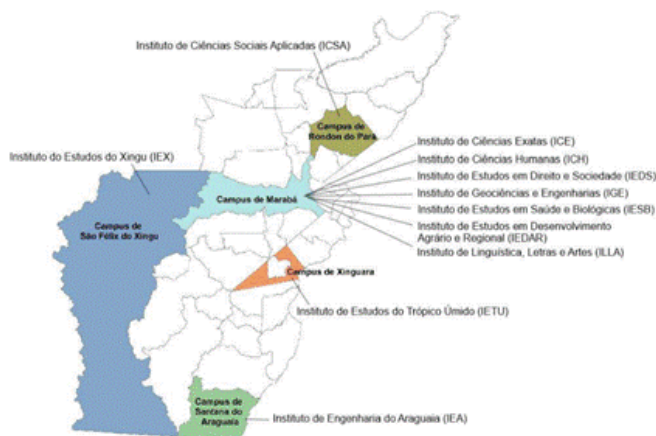 Instituto de Ciências Sociais Aplicadas (ICSA)
Campus de
Rondon do Pará
Instituto de Ciências Exatas (ICE)
Instituto de Ciências Humanas (ICH)
Instituto de Estudos em Direito e Sociedade (IEDS)
Instituto de Geociências e Engenharias (IGE)
Instituto de Estudos em Saúde e Biológicas (IESB)
Instituto de Estudos em Desenvolvimento
Agrário e Regional (IEDAR)
Instituto de Linguística, Letras e Artes (ILLA)
Instituto do Estudos do Xingu (IEX)
Campus de Marabá
Campus de
São Félix do Xingu
Campus de Xinguara
Instituto de Estudos do Trópico Úmido (IETU)
Campus de
Santana do
Araguaia
Instituto de Engenharia do Araguaia (IEA)